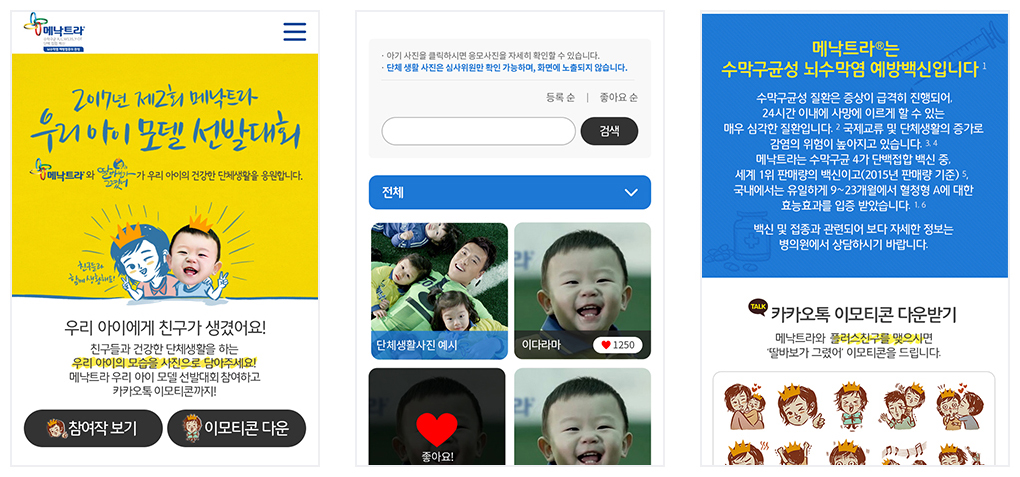 메낙트라®
2017년 제2회 메낙트라
우리 아이 모델 선발대회
메낙트라 와 딸바보가 그렸어 가 우리 아이의 건강한 단체생활을 응원합니다.
친구들과
함께 생활해요!
우리 아이에게 친구가 생겼어요!
친구들과 건강한 단체생활을 하는
우리 아이의 모습을 사진으로 담아주세요!
메낙트라 우리 아이 모델 선발대회 참여하고
카카오톡 이모티콘까지!
참여작 보기
이모티콘 다운
· 아기 사진을 클릭하시면 응모사진을 자세히 확인할 수 있습니다.
· 단체 생활 사진은 심사위원만 확인 가능하며, 화면에 노출되지 않습니다.
등록 순 | 좋아요 순
검색
전체
단체생활사진 예시
이다라마
1250
좋아요!
메낙트라®는
수막구균성 뇌수막염 예방백신입니다 1
수막구균성 질환은 증상이 급격히 진행되어,
24시간 이내에 사망에 이르게 할 수 있는
매우 심각한 질환입니다. 2 국제교류 및 단체생활의 증가로
감염의 위험이 높아지고 있습니다. 3, 4
메낙트라는 수막구균 4가 단백접합 백신 중,
세계 1위 판매량의 백신이고(2015년 판매량 기준) 5,
국내에서는 유일하게 9~23개월에서 혈청형 A에 대한
효능효과를 입증 받았습니다. 1, 6
백신 및 접종과 관련되어 보다 자세한 정보는
병의원에서 상담하시기 바랍니다.
TALK
카카오톡 이모티콘 다운받기
메낙트라와 플러스친구를 맺으시면
'딸바보가 그렸어' 이모티콘을 드립니다.